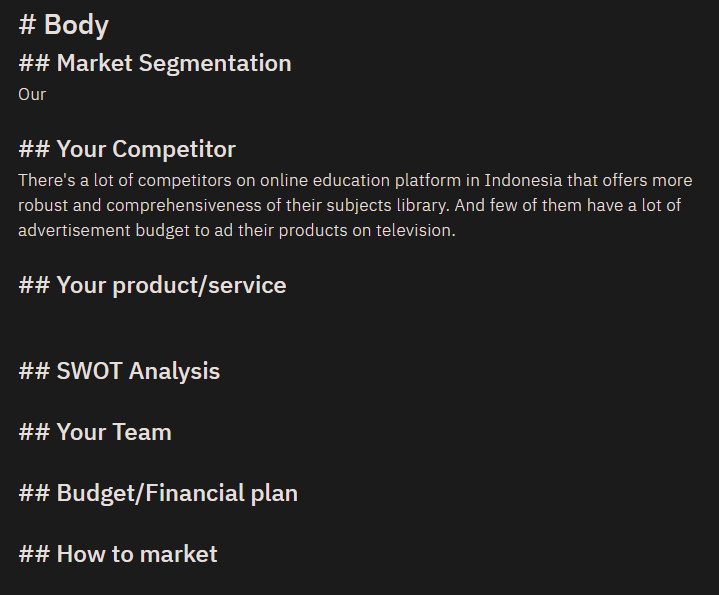 # Body
## Market Segmentation
Our
## Your Competitor
There's a lot of competitors on online education platform in Indonesia that offers more
robust and comprehensiveness of their subjects library. And few of them have a lot of
advertisement budget to ad their products on television.
## Your product/service
## SWOT Analysis
## Your Team
## Budget/Financial plan
## How to market